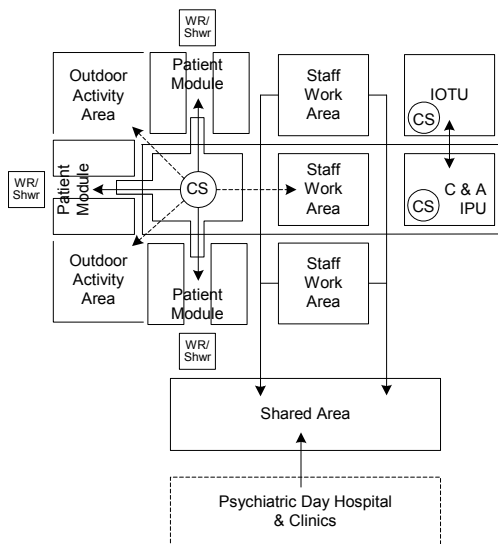 WR/
Shwr
Outdoor
Activity
Area
Patient
Module
Staff
Work
Area
IOTU
CS
WR/
Shwr
Patient
Module
CS
Staff
Work
Area
C & A
IPU
CS
Outdoor
Activity
Area
Patient
Module
Staff
Work
Area
WR/
Shwr
Shared Area
Psychiatric Day Hospital
& Clinics